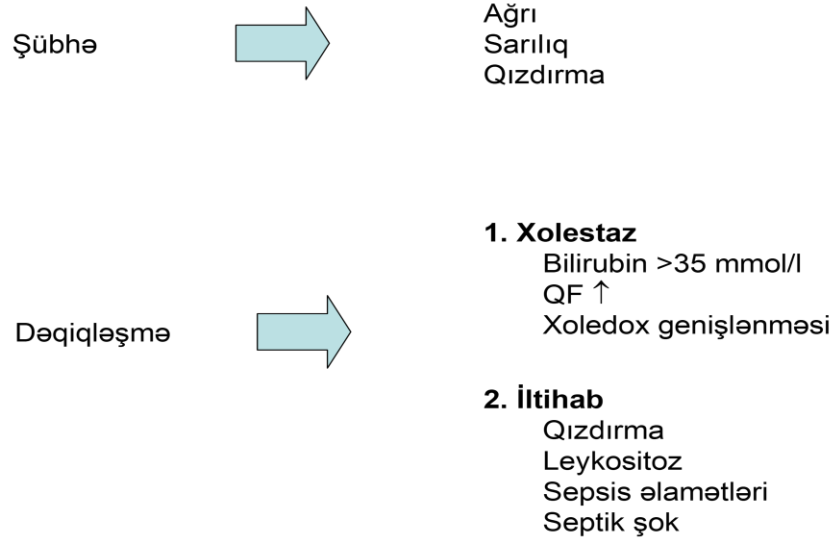 Şübhə
Ağrı
Sarılıq
Qızdırma
Dəqiqləşmə
1. Xolestaz
Bilirubin >35 mmol/l
QF ↑
Xoledox genişlənməsi
2. İltihab
Qızdırma
Leykositoz
Sepsis əlamətləri
Septik şok